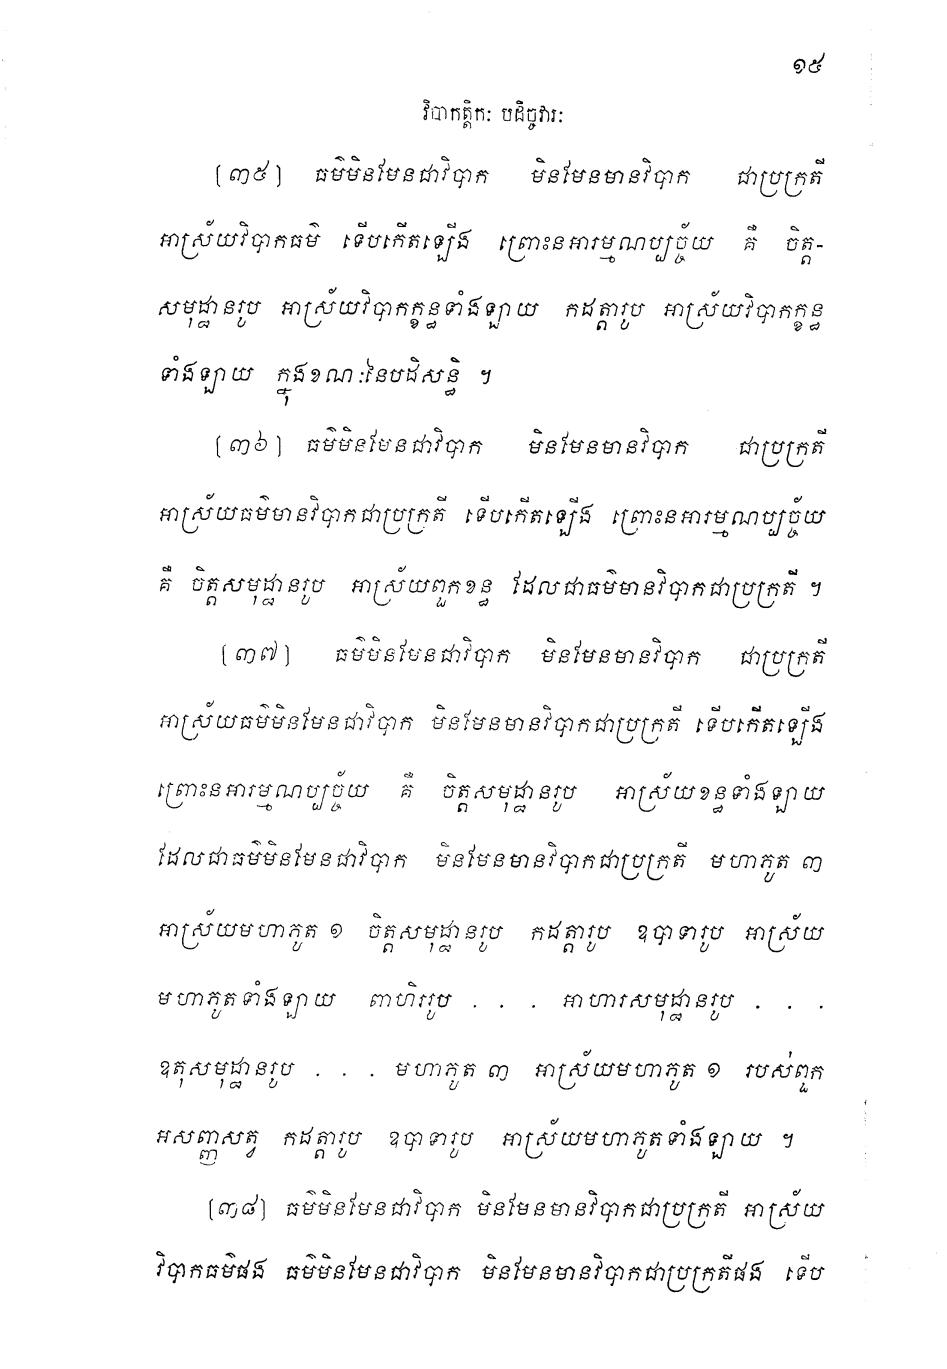 ១៥
វិបាកត្តិកៈ បដិច្ចវារៈ
[៣៥] ធម៌មិនមែនជាវិបាក មិនមែនមានវិបាក ជាប្រក្រតី
អាស្រ័យវិបាកធម៌ ទើបកើតឡើង ព្រោះនអារម្មណប្បច្ច័យ គឺ ចិត្ត-
សមុដ្ឋានរូប អាស្រ័យវិបាកក្ខន្ធទាំងឡាយ កដត្តារូប អាស្រ័យវិបាកក្ខន្ធ
ទាំងឡាយ ក្នុងខណៈនៃបដិសន្ធិ ។
[៣៦] ធម៌មិនមែនជាវិបាក មិនមែនមានវិបាក ជាប្រក្រតី
អាស្រ័យធម៌មានវិបាកជាប្រក្រតី ទើបកើតឡើង ព្រោះនអារម្មណប្បច្ច័យ
គឺ ចិត្តសមុដ្ឋានរូប អាស្រ័យពួកខន្ធ ដែលជាធម៌មានវិបាកជាប្រក្រតី ។
[៣៧] ធម៌មិនមែនជាវិបាក មិនមែនមានវិបាក ជាប្រក្រតី
អាស្រ័យធម៌មិនមែនជាវិបាក មិនមែនមានវិបាកជាប្រក្រតី ទើបកើតឡើង
ព្រោះនអារម្មណប្បច្ច័យ គឺ ចិត្តសមុដ្ឋានរូប អាស្រ័យខន្ធទាំងឡាយ
ដែលជាធម៌មិនមែនជាវិបាក មិនមែនមានវិបាកជាប្រក្រតី មហាភូត ៣
អាស្រ័យមហាភូត ១ ចិត្តសមុដ្ឋានរូប កដត្តារូប ឧបាទារូប អាស្រ័យ
មហាភូតទាំងឡាយ ពាហិររូប . . . អាហារសមុដ្ឋានរូប . . .
ឧតុសមុដ្ឋានរូប . . . មហាភូត ៣ អាស្រ័យមហាភូត ១ របស់ពួក
អសញ្ញសត្វ កដត្តារូប ឧបាទារូប អាស្រ័យមហាភូតទាំងឡាយ ។
[៣៨] ធម៌មិនមែនជាវិបាក មិនមែនមានវិបាកជាប្រក្រតី អាស្រ័យ
វិបាកធម៌ផង ធម៌មិនមែនជាវិបាក មិនមែនមានវិបាកជាប្រក្រតីផង ទើប